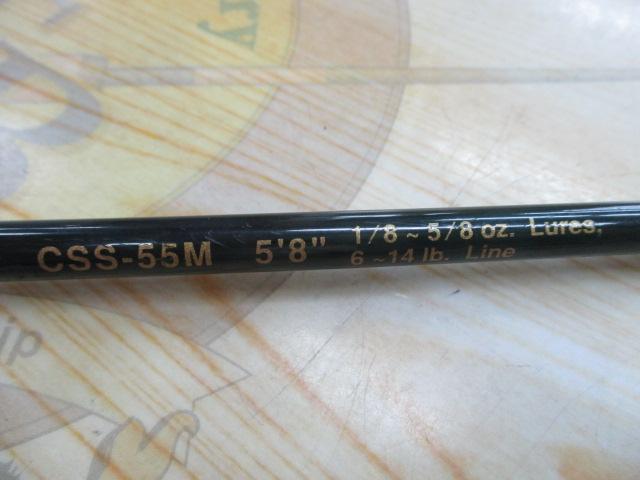 CSS-55M 5'8" 1/8 ~ 5/8 oz. Lures,
6 ~14 lb. Line